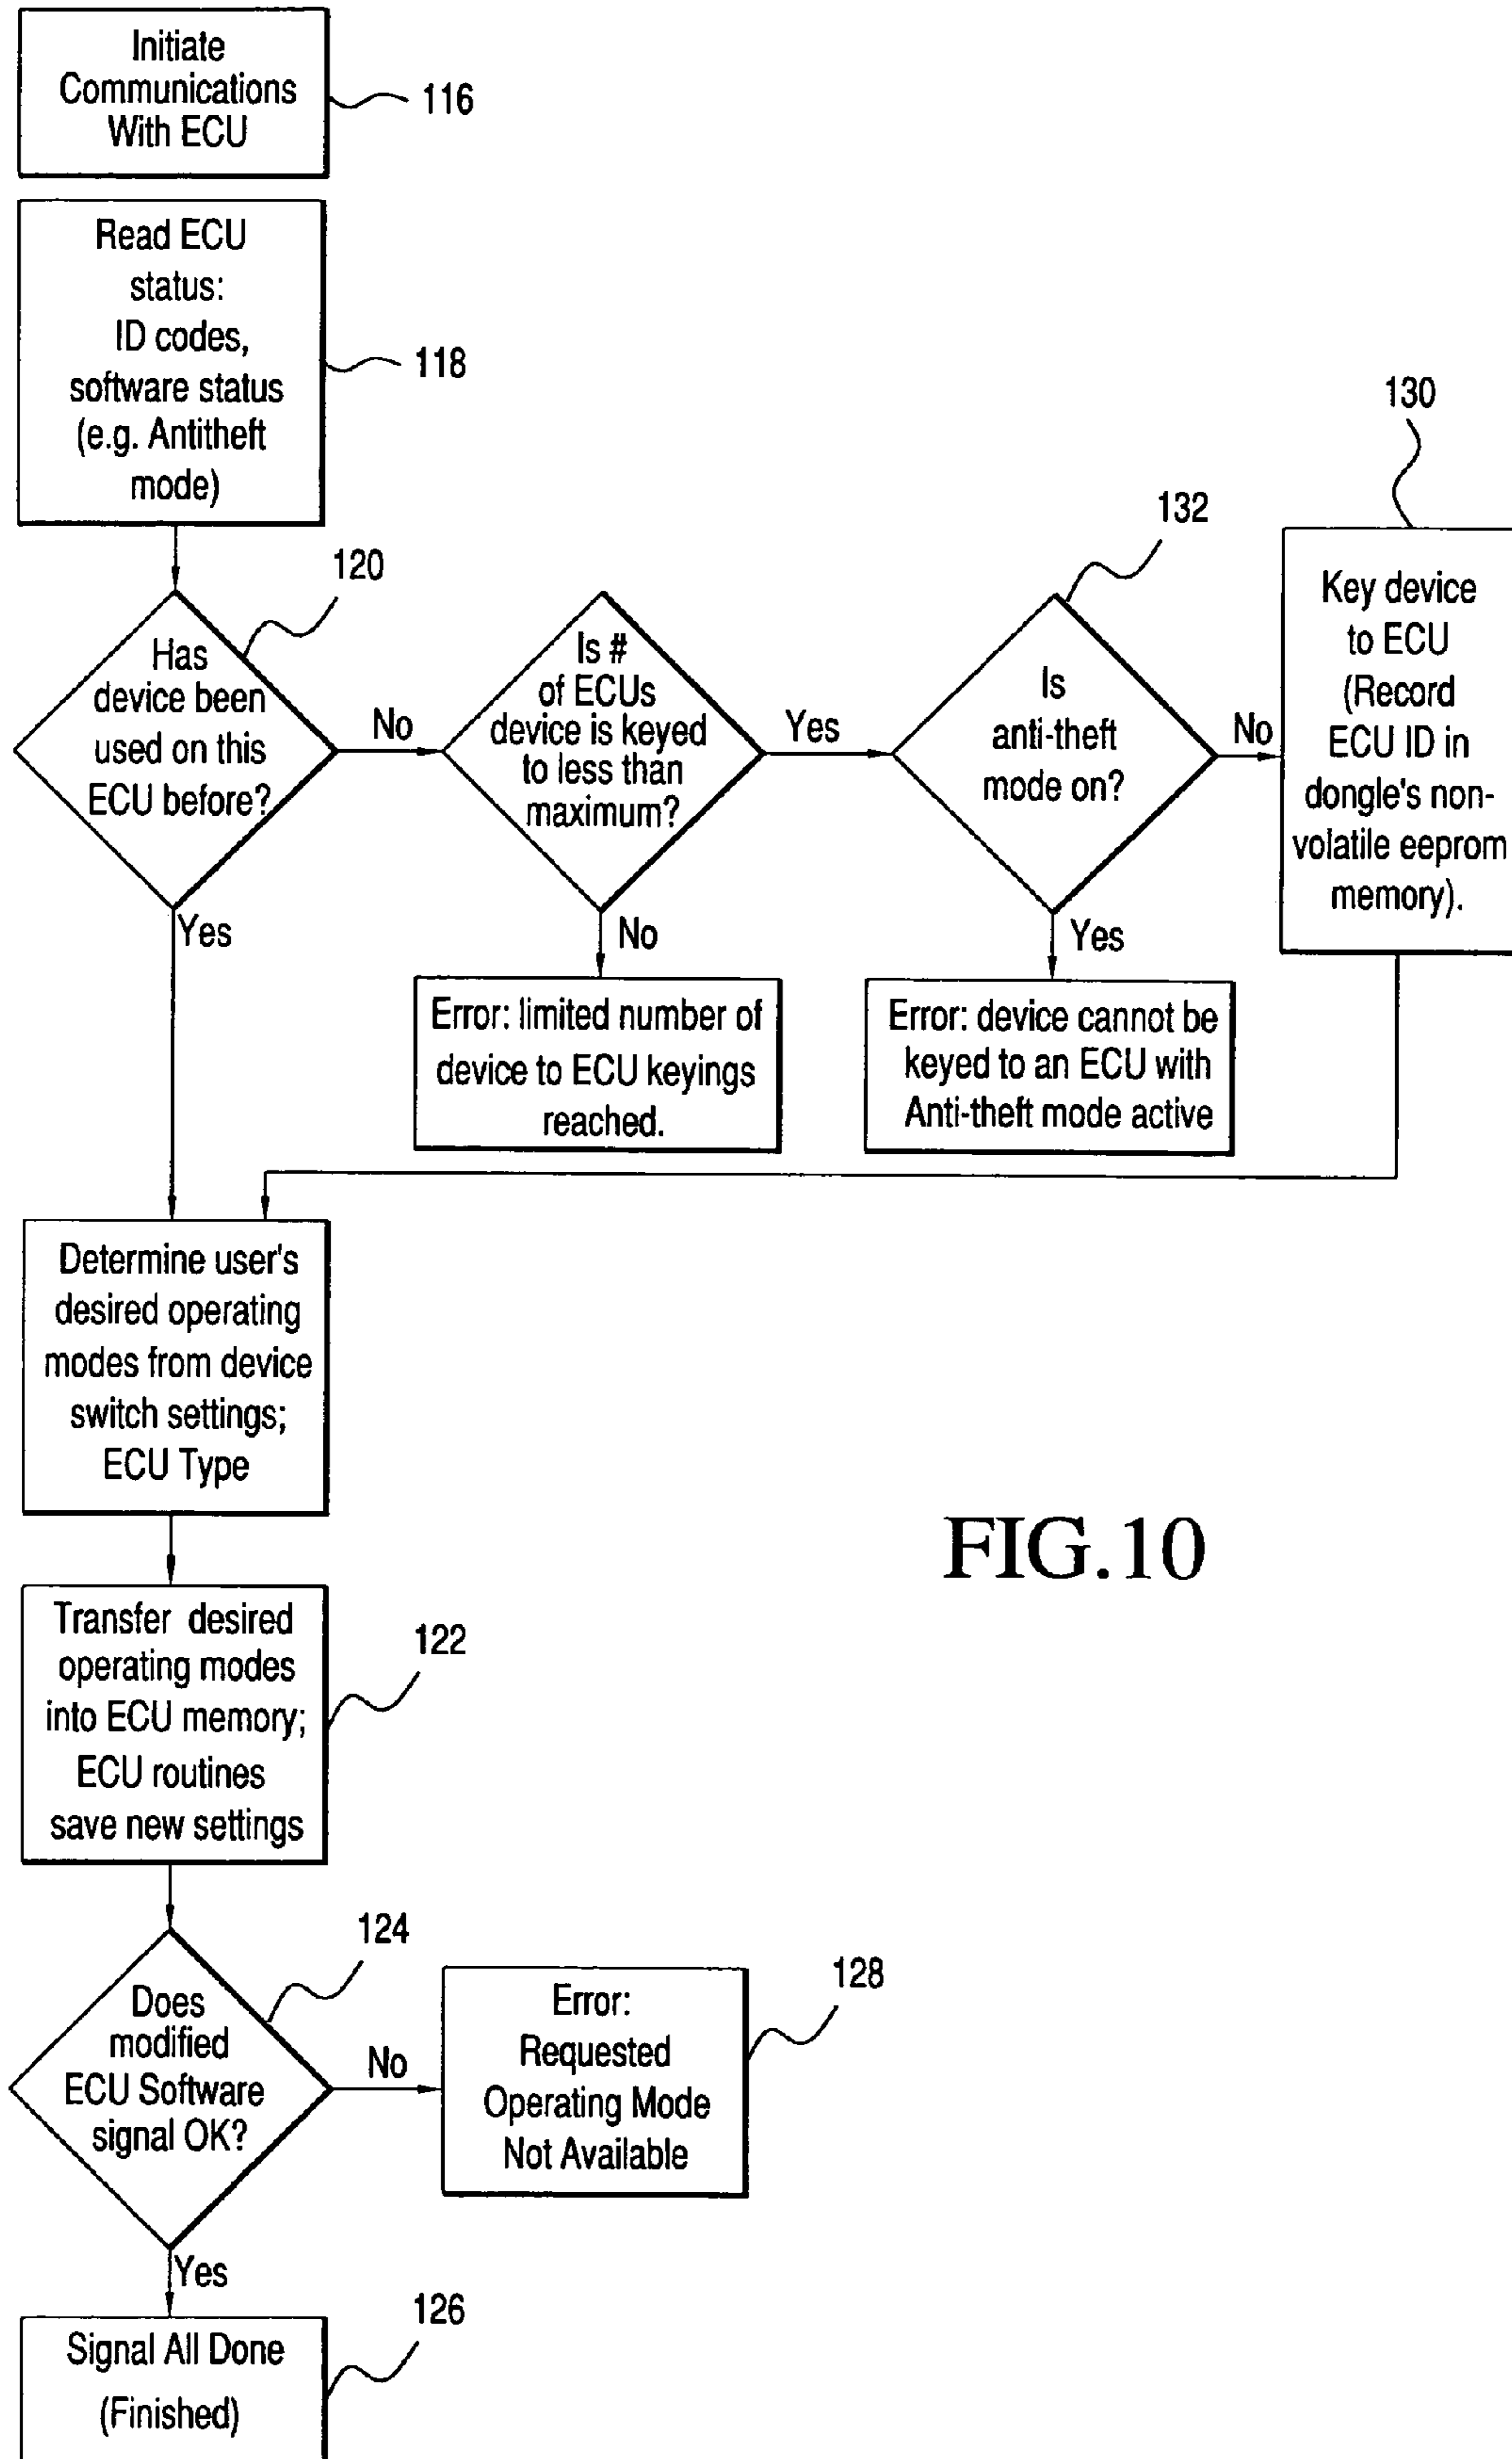 Initiate
Communications
With ECU
116
Read ECU
status:
ID codes,
software status
(e.g. Antitheft
mode)
118
120
Has
device been
used on this
ECU before?
No
Yes
Is #
of ECUs
device is keyed
to less than
maximum?
Yes
No
Error: limited number of
device to ECU keyings
reached.
132
Is
anti-theft
mode on?
No
Yes
Error: device cannot be
keyed to an ECU with
Anti-theft mode active
130
Key device
to ECU
(Record
ECU ID in
dongle's non-
volatile eeprom
memory).
Determine user's
desired operating
modes from device
switch settings;
ECU Type
Transfer desired
operating modes
into ECU memory;
ECU routines
save new settings
122
FIG.10
124
Does
modified
ECU Software
signal OK?
No
Yes
Error:
Requested
Operating Mode
Not Available
128
Signal All Done
(Finished)
126